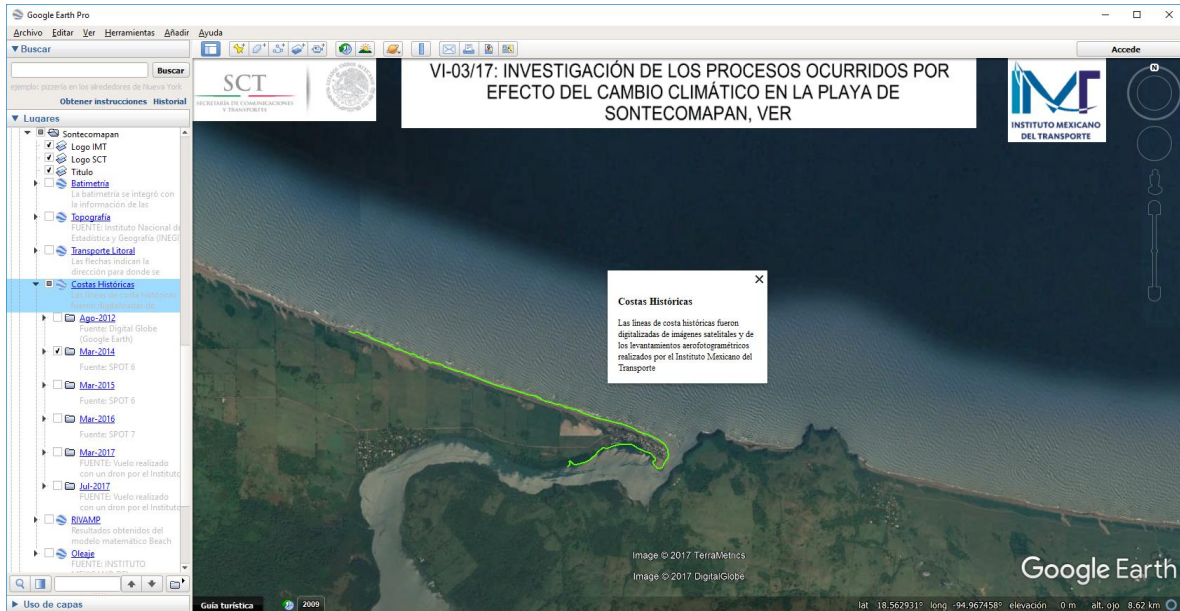 Google Earth Pro
Archivo Editar Ver Herramientas Añadir Ayuda
▼ Buscar
Buscar
ejemplo: pizzería en los alrededores de Nueva York
Obtener instrucciones Historial
▼ Lugares
Sontecomapan
Logo IMT
Logo SCT
Titulo
Batimetría
La batimetría se integró con
la información de las
Topografía
FUENTE: Instituto Nacional de
Estadística y Geografía (INEGI
Transporte Litoral
Las flechas indican la
dirección para donde se
Costas Históricas
Las lineas de costa históricas
fueron digitalizadas de
Ago-2012
Fuente: Digital Globe
(Google Earth)
Mar-2014
Fuente: SPOT 6
Mar-2015
Fuente: SPOT 6
Mar-2016
Fuente: SPOT 7
Mar-2017
FUENTE: Vuelo realizado
con un dron por el Instituto
Jul-2017
FUENTE: Vuelo realizado
con un dron por el Instituto
RIVAMP
Resultados obtenidos del
modelo matemático Beach
Oleaje
FUENTE: INSTITUTO
Uso de capas
Accede
SCT
SECRETARÍA DE COMUNICACIONES
Y TRANSPORTES
VI-03/17: INVESTIGACIÓN DE LOS PROCESOS OCURRIDOS POR
EFECTO DEL CAMBIO CLIMÁTICO EN LA PLAYA DE
SONTECOMAPAN, VER
INSTITUTO MEXICANO
DEL TRANSPORTE
N
Costas Históricas
Las lineas de costa históricas fueron
digitalizadas de imágenes satelitales y de
los levantamientos aerofotogramétricos
realizados por el Instituto Mexicano del
Transporte
Image © 2017 TerraMetrics
Image © 2017 DigitalGlobe
Google Earth
Guía turística 2009
lat 18.562931° long -94.967458° elevación 0 m alt. ojo 8.62 km